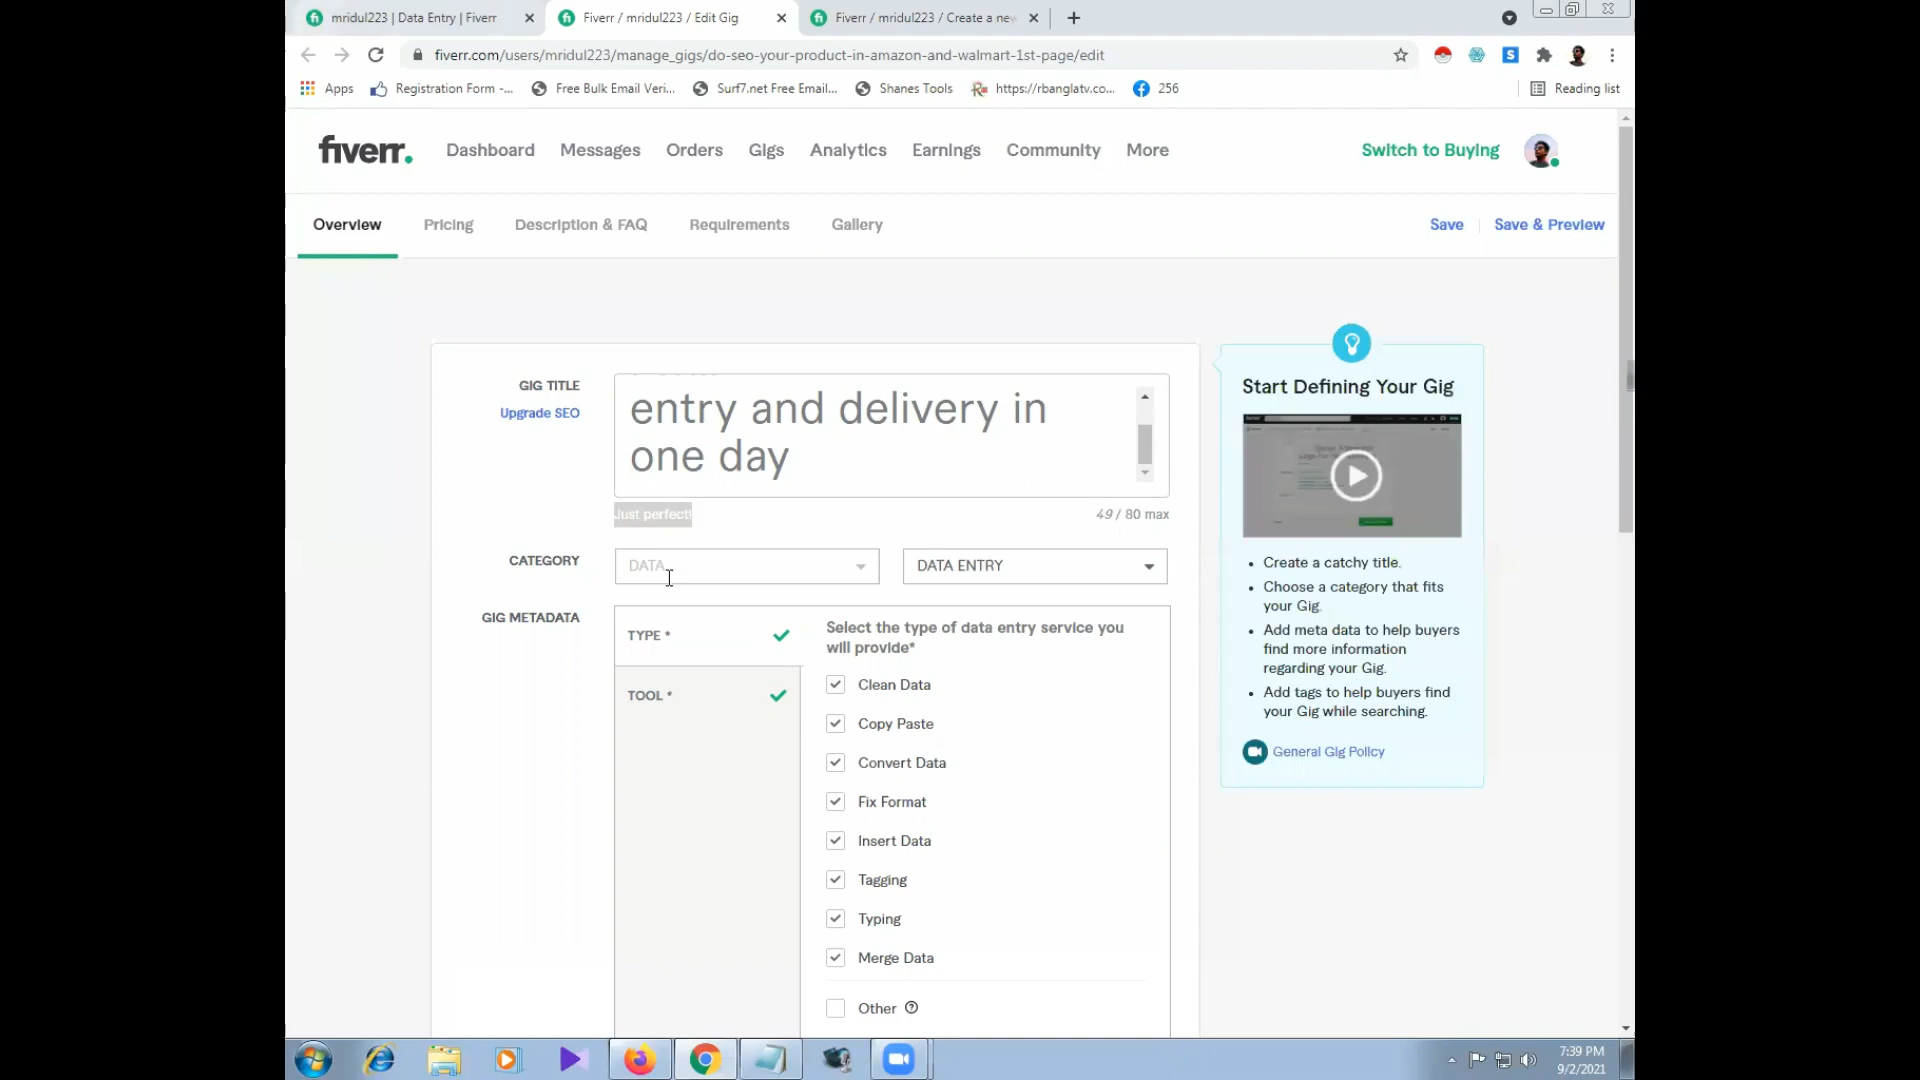 mridul223 | Data Entry | Fiverr
Fiverr / mridul223 / Edit Gig
Fiverr / mridul223 / Create a new
fiverr.com/users/mridul223/manage_gigs/do-seo-your-product-in-amazon-and-walmart-1st-page/edit
Apps
Registration Form -...
Free Bulk Email Veri...
Surf7.net Free Email...
Shanes Tools
https://rbanglatv.co...
256
Reading list
fiverr.
Dashboard
Messages
Orders
Gigs
Analytics
Earnings
Community
More
Switch to Buying
Overview
Pricing
Description & FAQ
Requirements
Gallery
Save
Save & Preview
GIG TITLE
Upgrade SEO
entry and delivery in
one day
Just perfect!
49 / 80 max
CATEGORY
DATA
DATA ENTRY
GIG METADATA
TYPE *
TOOL *
Select the type of data entry service you
will provide*
Clean Data
Copy Paste
Convert Data
Fix Format
Insert Data
Tagging
Typing
Merge Data
Other
Start Defining Your Gig
• Create a catchy title.
• Choose a category that fits
your Gig.
• Add meta data to help buyers
find more information
regarding your Gig.
• Add tags to help buyers find
your Gig while searching.
General Gig Policy
7:39 PM
9/2/2021